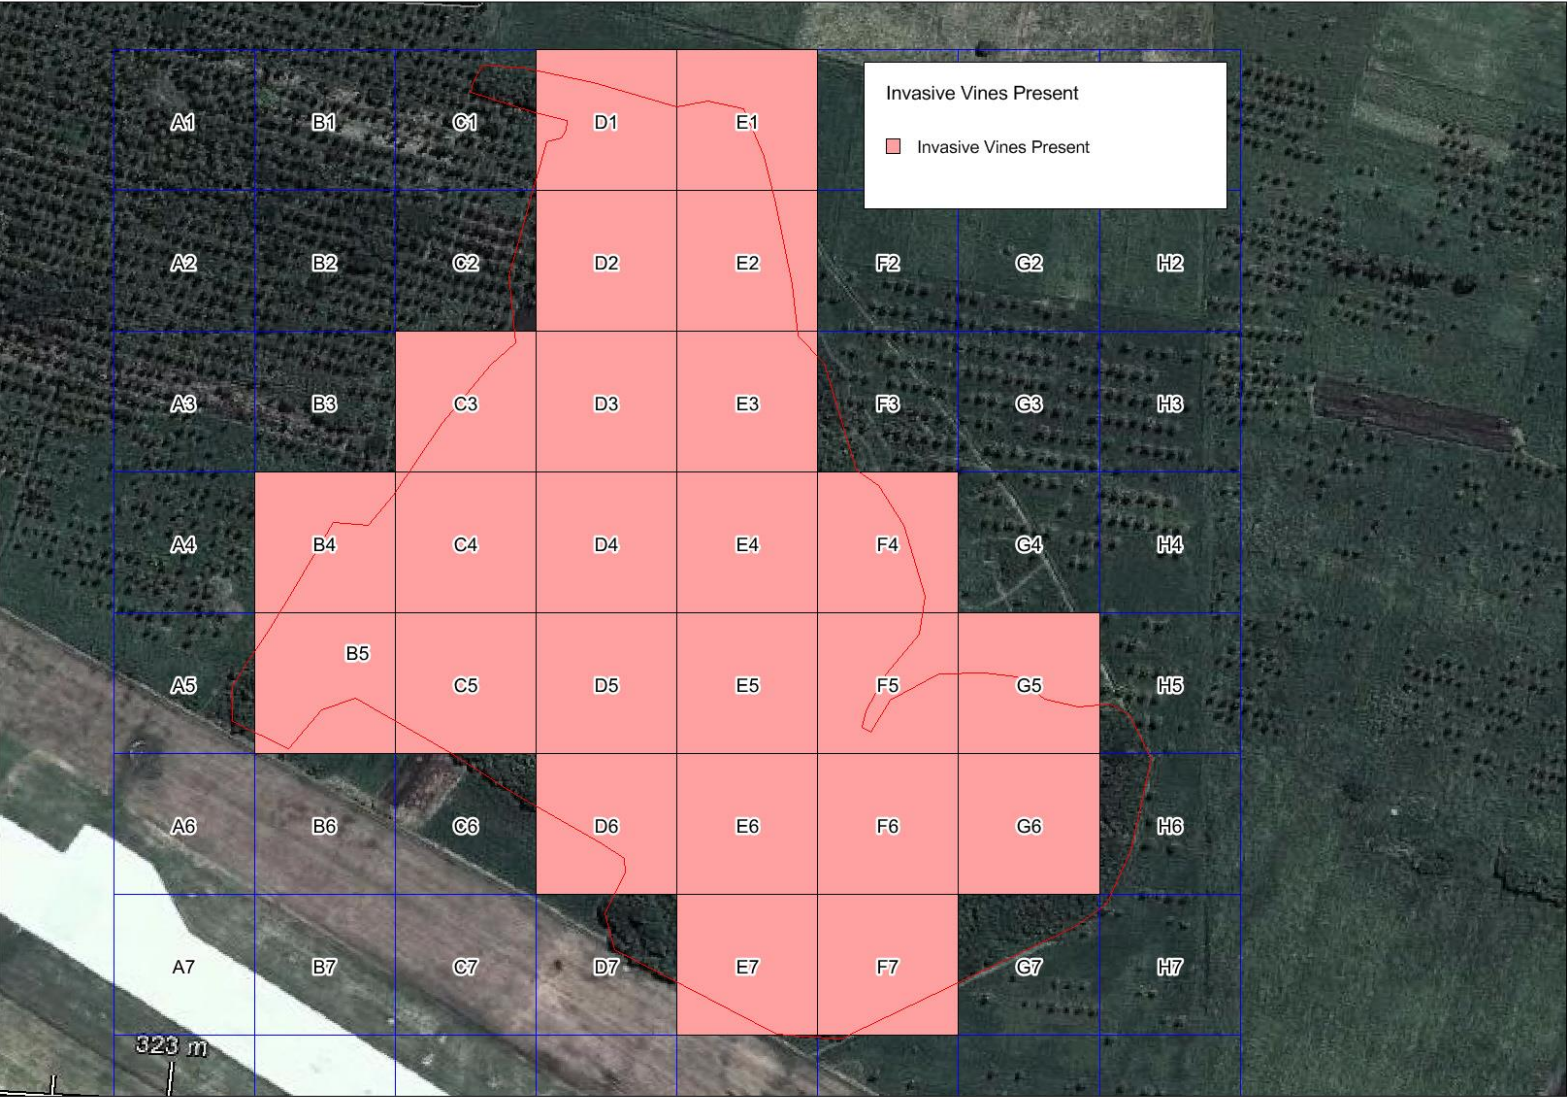 Invasive Vines Present
Invasive Vines Present
A1 B1 C1 D1 E1
A2 B2 C2 D2 E2 F2 G2 H2
A3 B3 C3 D3 E3 F3 G3 H3
A4 B4 C4 D4 E4 F4 G4 H4
B5
A5 C5 D5 E5 F5 G5 H5
A6 B6 C6 D6 E6 F6 G6 H6
A7 B7 C7 D7 E7 F7 G7 H7
323 m